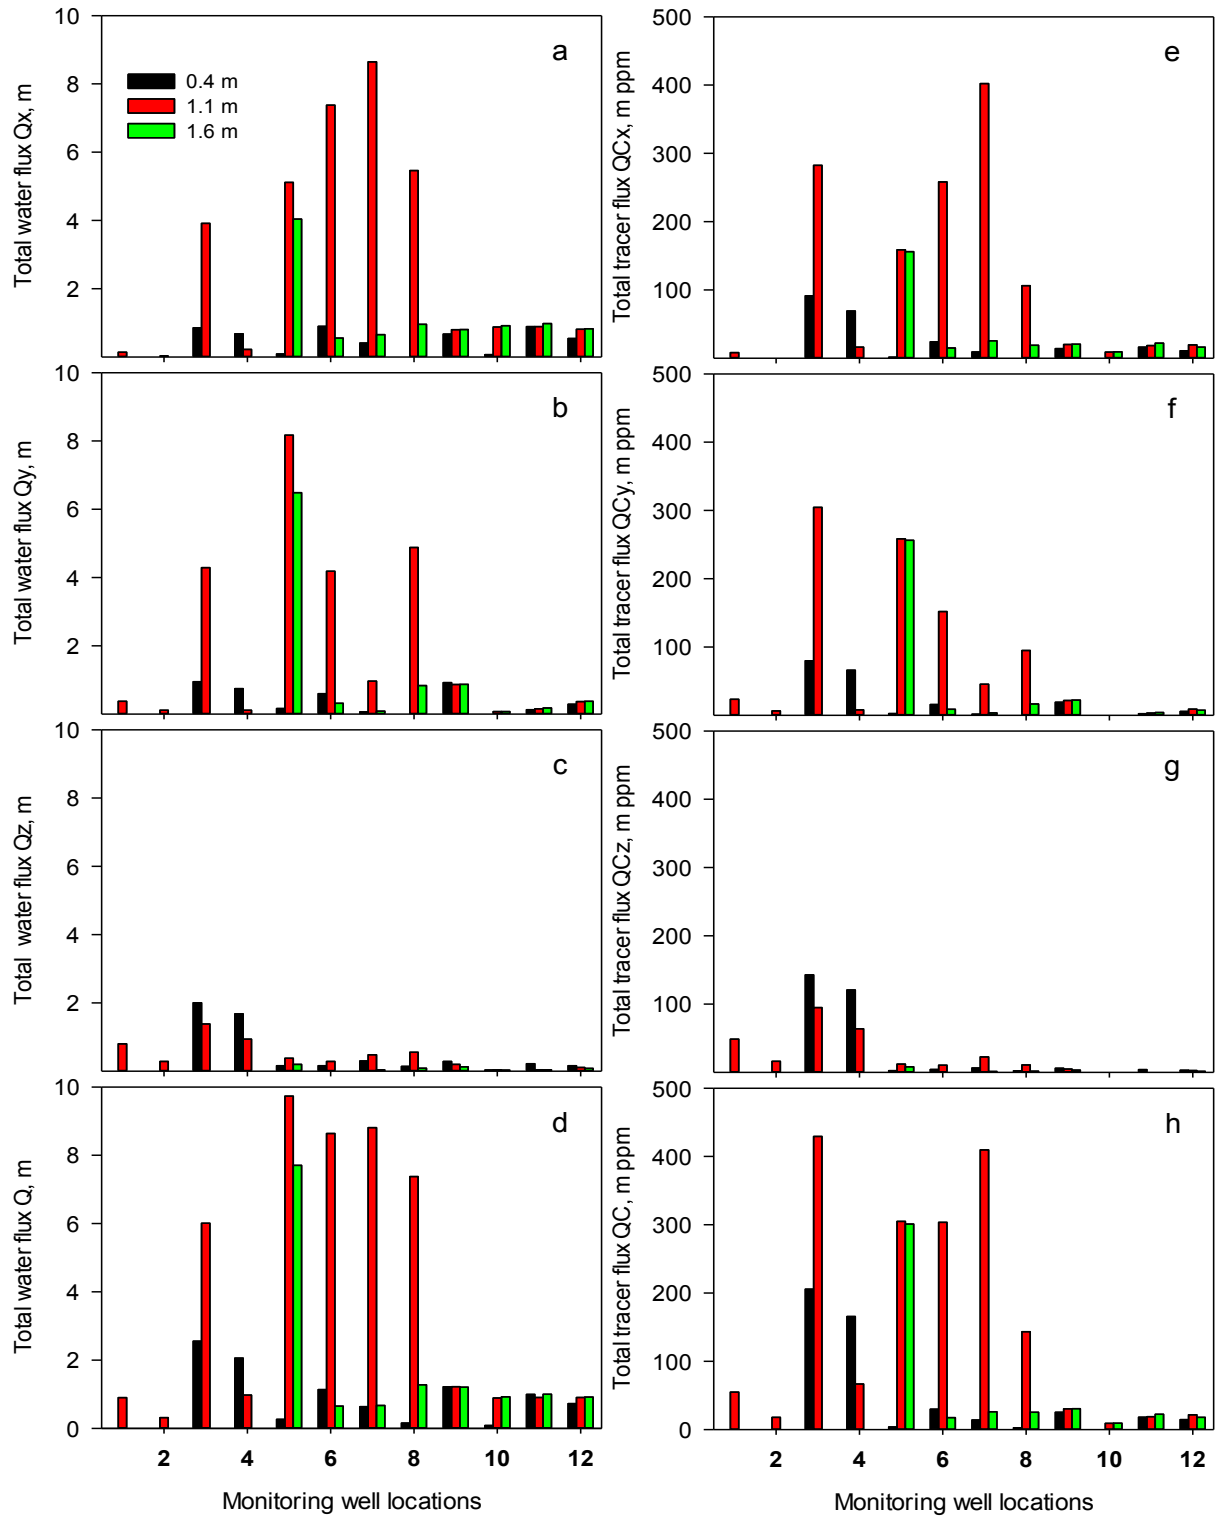 a
0.4 m
1.1 m
1.6 m
Total water flux Qx, m
10
8
6
4
2
e
Total tracer flux QCx, m ppm
500
400
300
200
100
b
Total water flux Qy, m
10
8
6
4
2
f
Total tracer flux QCy, m ppm
500
400
300
200
100
c
Total water flux Qz, m
10
8
6
4
2
g
Total tracer flux QCz, m ppm
500
400
300
200
100
d
Total water flux Q, m
10
8
6
4
2
0
2 4 6 8 10 12
Monitoring well locations
h
Total tracer flux QC, m ppm
500
400
300
200
100
0
2 4 6 8 10 12
Monitoring well locations